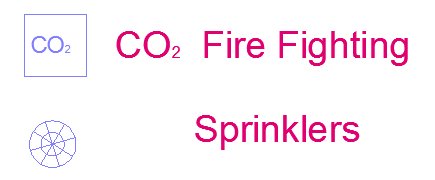 CO₂ CO₂ Fire Fighting
Sprinklers